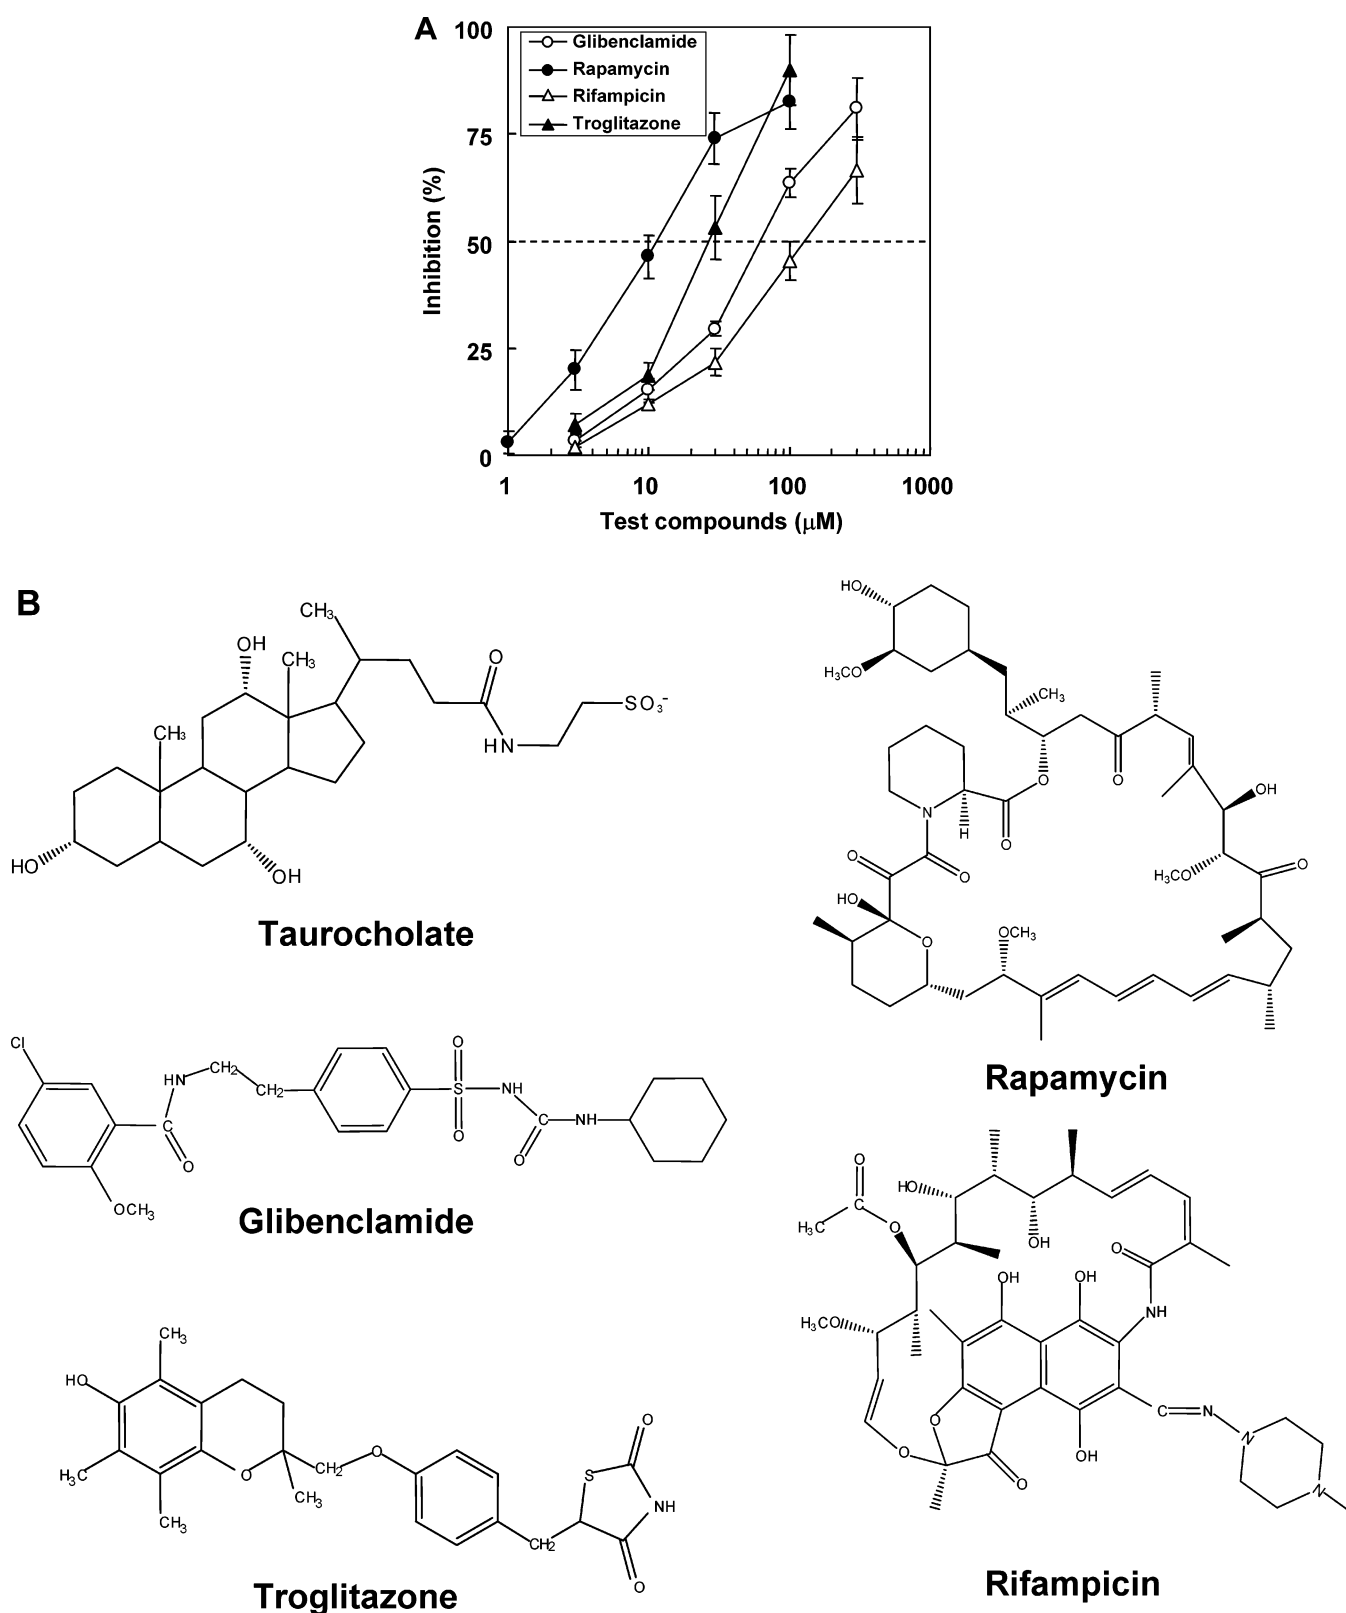 A
100
75
50
25
0
Inhibition (%)
Glibenclamide
Rapamycin
Rifampicin
Troglitazone
1 10 100 1000
Test compounds (μM)
B
CH₃
OH
CH₃
O
CH₃
HN
SO₃⁻
HO
OH
Taurocholate
HO
H₃CO
CH₃
O
O
N
H
O
OH
O
O
HO
H₃CO
O
O
OCH₃
Rapamycin
Cl
HN
CH₂
CH₂
O
S
O
NH
C
O
C
NH
O
OCH₃
Glibenclamide
O
C
H₃C
O
HO
OH
O
NH
OH
OH
H₃CO
O
O
O
OH
C
N
N
N
Rifampicin
CH₃
HO
H₃C
CH₃
O
CH₃
CH₂
O
CH₂
S
O
NH
O
Troglitazone